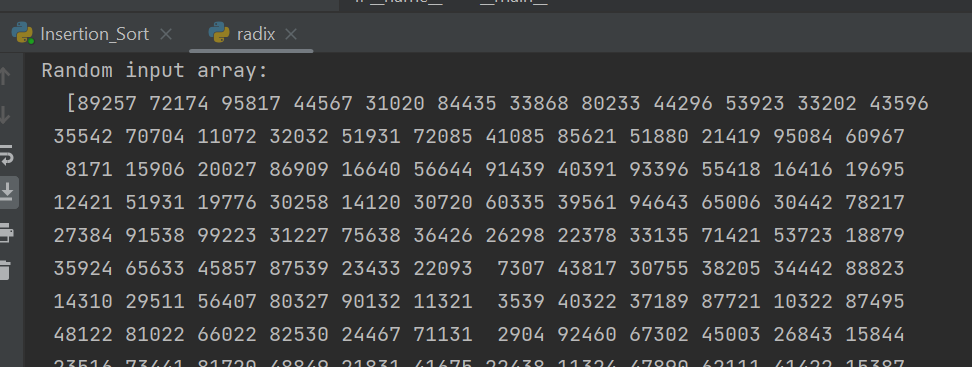 Insertion_Sort radix
Random input array:
[89257 72174 95817 44567 31020 84435 33868 80233 44296 53923 33202 43596
35542 70704 11072 32032 51931 72085 41085 85621 51880 21419 95084 60967
8171 15906 20027 86909 16640 56644 91439 40391 93396 55418 16416 19695
12421 51931 19776 30258 14120 30720 60335 39561 94643 65006 30442 78217
27384 91538 99223 31227 75638 36426 26298 22378 33135 71421 53723 18879
35924 65633 45857 87539 23433 22093 7307 43817 30755 38205 34442 88823
14310 29511 56407 80327 90132 11321 3539 40322 37189 87721 10322 87495
48122 81022 66022 82530 24467 71131 2904 92460 67302 45003 26843 15844